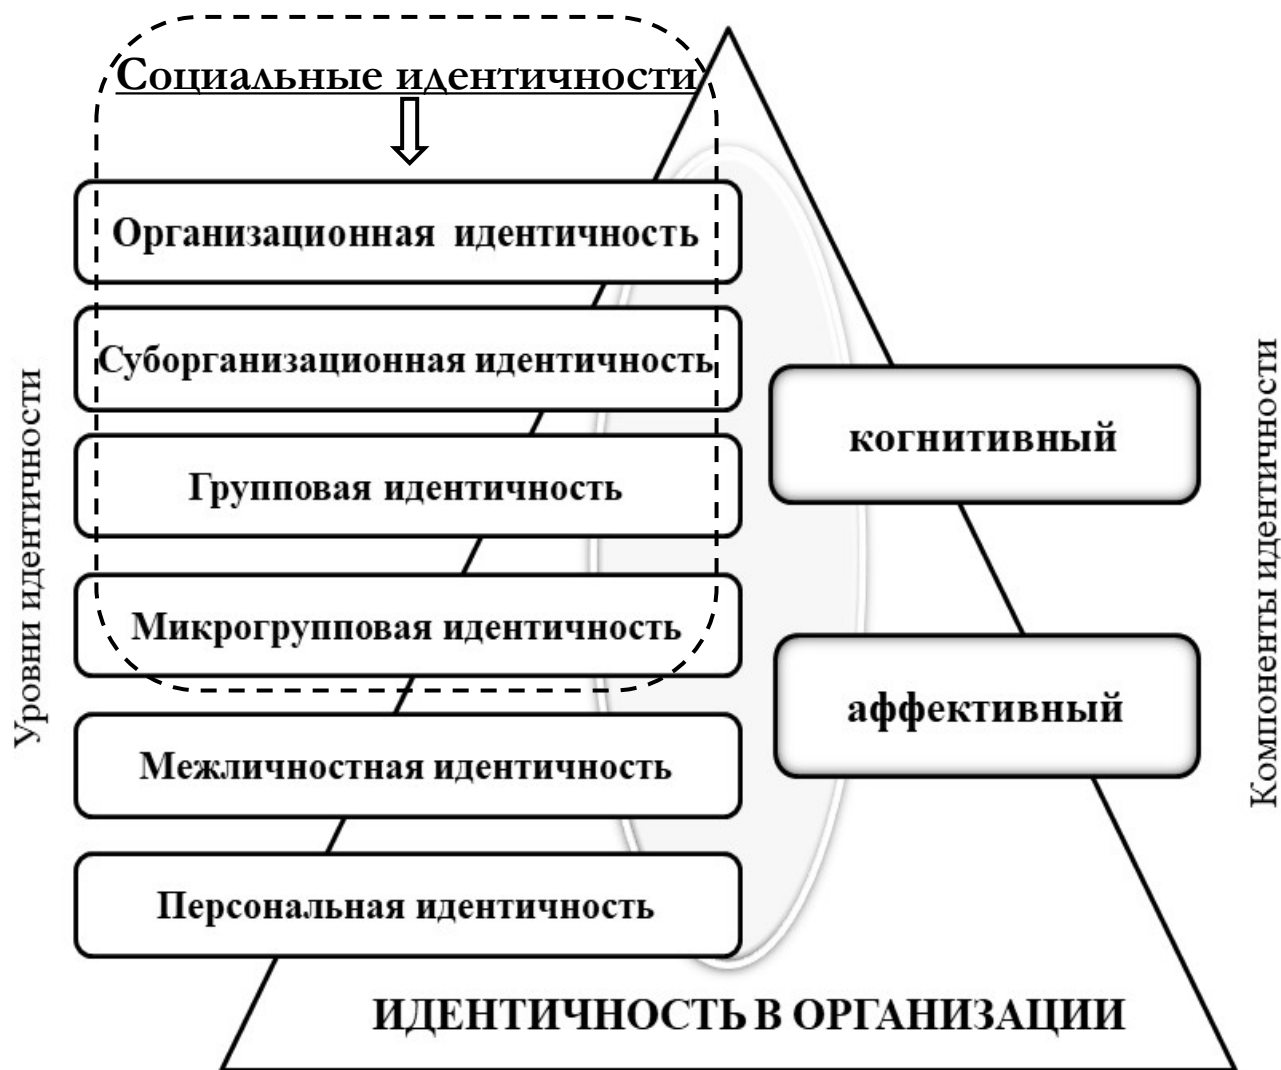 Социальные идентичности
Организационная идентичность
Суборганизационная идентичность
Групповая идентичность
Микрогрупповая идентичность
Межличностная идентичность
Персональная идентичность
Уровни идентичности
когнитивный
аффективный
Компоненты идентичности
ИДЕНТИЧНОСТЬ В ОРГАНИЗАЦИИ